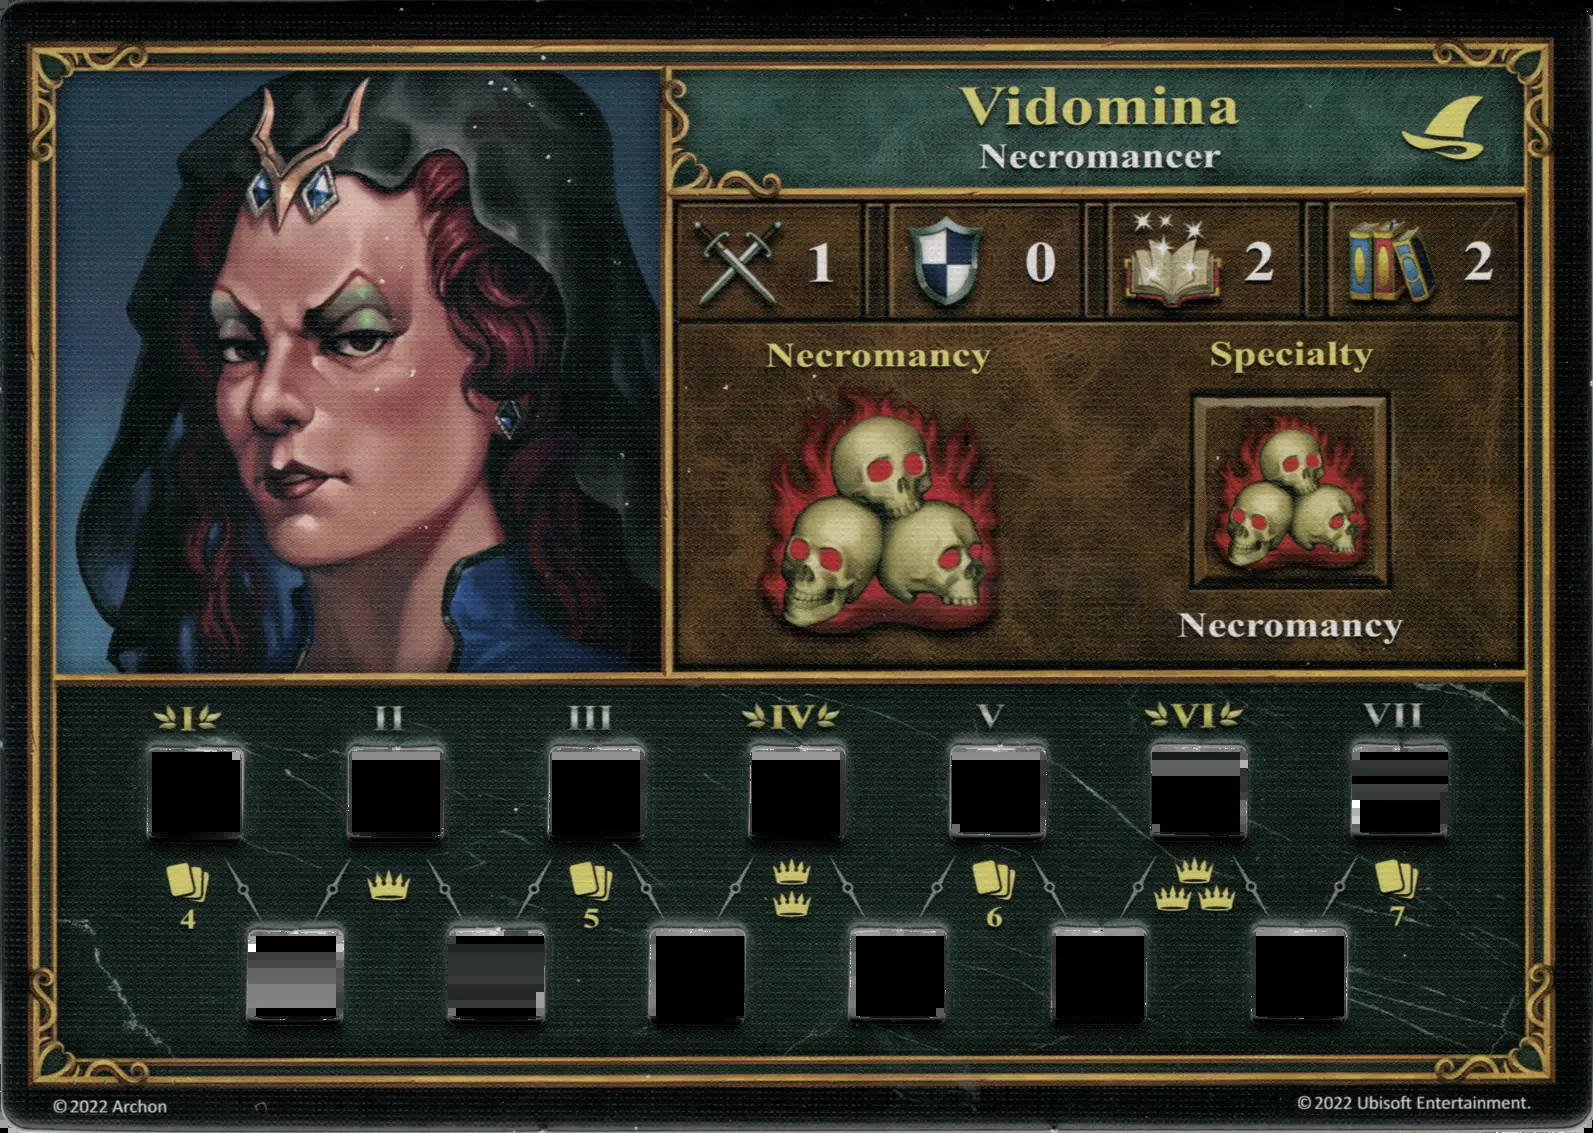 Vidomina
Necromancer
1 0 2 2
Necromancy
Specialty
Necromancy
I II III IV V VI VII
4 5 6 7
©2022 Archon
©2022 Ubisoft Entertainment.